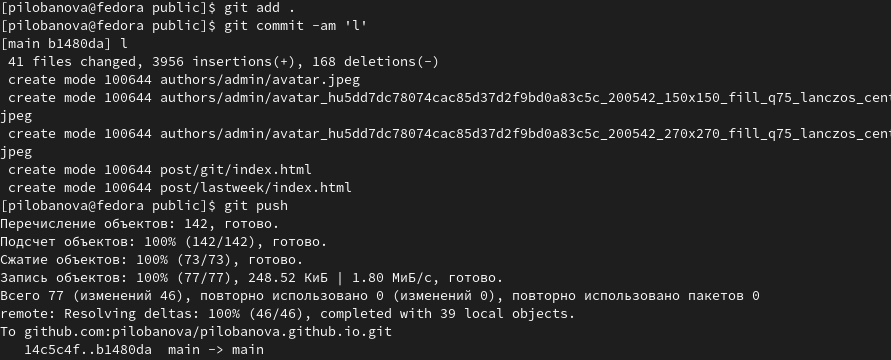 [pilobanova@fedora public]$ git add .
[pilobanova@fedora public]$ git commit -am 'l'
[main b1480da] l
 41 files changed, 3956 insertions(+), 168 deletions(-)
 create mode 100644 authors/admin/avatar.jpeg
 create mode 100644 authors/admin/avatar_hu5dd7dc78074cac85d37d2f9bd0a83c5c_200542_150x150_fill_q75_lanczos_cent
jpeg
 create mode 100644 authors/admin/avatar_hu5dd7dc78074cac85d37d2f9bd0a83c5c_200542_270x270_fill_q75_lanczos_cent
jpeg
 create mode 100644 post/git/index.html
 create mode 100644 post/lastweek/index.html
[pilobanova@fedora public]$ git push
Перечисление объектов: 142, готово.
Подсчет объектов: 100% (142/142), готово.
Сжатие объектов: 100% (73/73), готово.
Запись объектов: 100% (77/77), 248.52 КиБ | 1.80 МиБ/с, готово.
Всего 77 (изменений 46), повторно использовано 0 (изменений 0), повторно использовано пакетов 0
remote: Resolving deltas: 100% (46/46), completed with 39 local objects.
To github.com:pilobanova/pilobanova.github.io.git
   14c5c4f..b1480da  main -> main